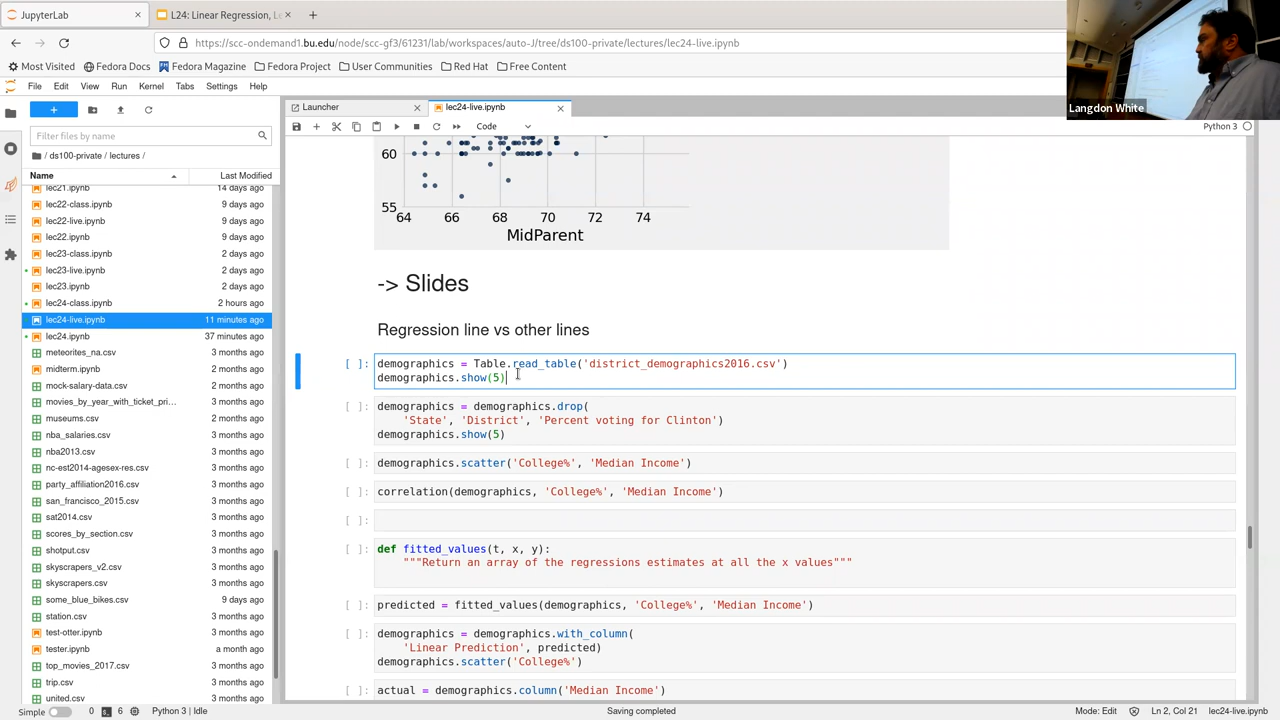 JupyterLab
L24: Linear Regression, Le
https://scc-ondemand1.bu.edu/node/scc-gf3/61231/lab/workspaces/auto-J/tree/ds100-private/lectures/lec24-live.ipynb
Most Visited
Fedora Docs
Fedora Magazine
Fedora Project
User Communities
Red Hat
Free Content
Langdon White
File Edit View Run Kernel Tabs Settings Help
Launcher
lec24-live.ipynb
Code
Python 3
Filter files by name
/ ds100-private / lectures /
Name Last Modified
lec21.ipynb 14 days ago
lec22-class.ipynb 9 days ago
lec22-live.ipynb 9 days ago
lec22.ipynb 9 days ago
lec23-class.ipynb 2 days ago
lec23-live.ipynb 2 days ago
lec23.ipynb 2 days ago
lec24-class.ipynb 2 hours ago
lec24-live.ipynb 11 minutes ago
lec24.ipynb 37 minutes ago
meteorites_na.csv 3 months ago
midterm.ipynb 2 months ago
mock-salary-data.csv 2 months ago
movies_by_year_with_ticket_pri… 3 months ago
museums.csv 2 months ago
nba_salaries.csv 3 months ago
nba2013.csv 3 months ago
nc-est2014-agesex-res.csv 3 months ago
party_affiliation2016.csv 3 months ago
san_francisco_2015.csv 3 months ago
sat2014.csv 3 months ago
scores_by_section.csv 3 months ago
shotput.csv 3 months ago
skyscrapers_v2.csv 3 months ago
skyscrapers.csv 3 months ago
some_blue_bikes.csv 9 days ago
station.csv 3 months ago
test-otter.ipynb 2 months ago
tester.ipynb a month ago
top_movies_2017.csv 3 months ago
trip.csv 3 months ago
united.csv 3 months ago
60
55
64 66 68 70 72 74
MidParent
-> Slides
Regression line vs other lines
[ ]: demographics = Table.read_table('district_demographics2016.csv')
demographics.show(5)
[ ]: demographics = demographics.drop(
'State', 'District', 'Percent voting for Clinton')
demographics.show(5)
[ ]: demographics.scatter('College%', 'Median Income')
[ ]: correlation(demographics, 'College%', 'Median Income')
[ ]:
[ ]: def fitted_values(t, x, y):
"""Return an array of the regressions estimates at all the x values"""
[ ]: predicted = fitted_values(demographics, 'College%', 'Median Income')
[ ]: demographics = demographics.with_column(
'Linear Prediction', predicted)
demographics.scatter('College%')
[ ]: actual = demographics.column('Median Income')
Simple 0 6 Python 3 | Idle Saving completed Mode: Edit Ln 2, Col 21 lec24-live.ipynb